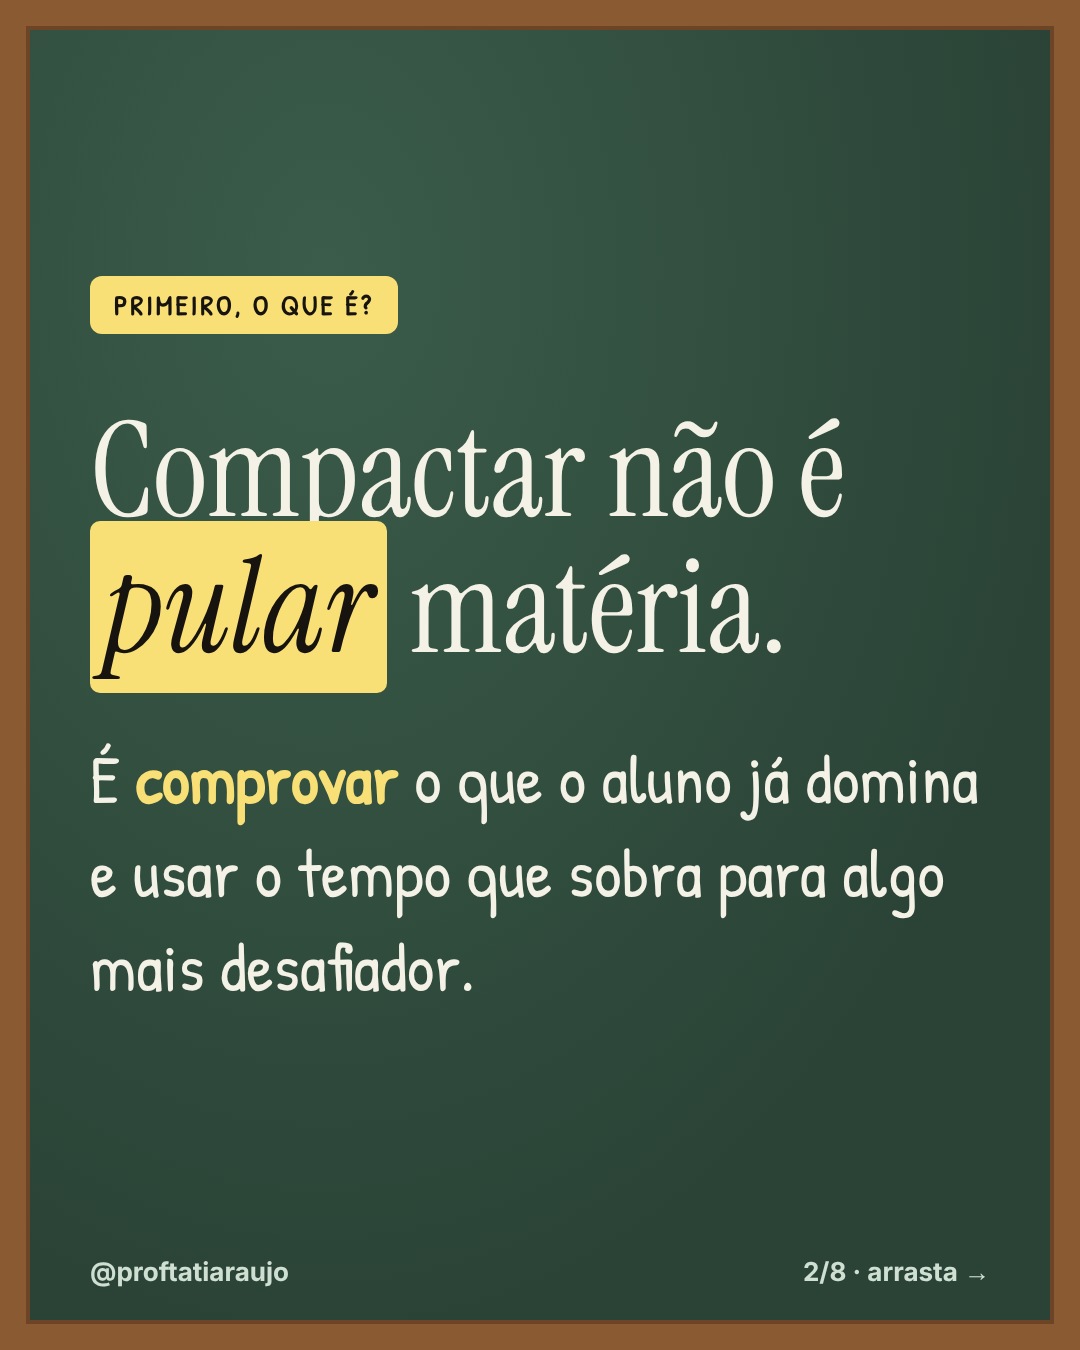 PRIMEIRO, O QUE É?
Compactar não é
pular matéria.
É comprovar o que o aluno já domina
e usar o tempo que sobra para algo
mais desafiador.
@proftatiaraujo
2/8 · arrasta →